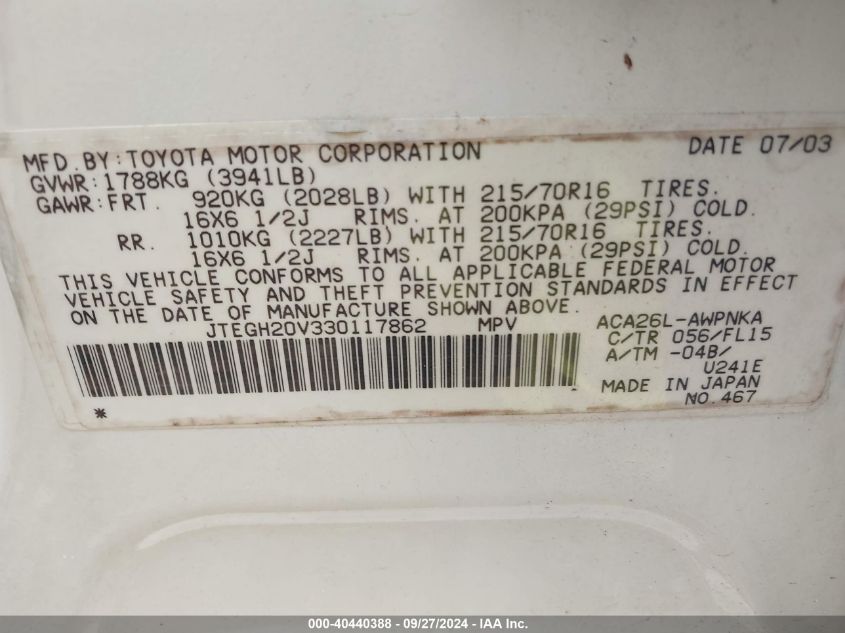 MFD.BY:TOYOTA MOTOR CORPORATION DATE 07/03
GVWR:1788KG (3941LB)
GAWR:FRT. 920KG (2028LB) WITH 215/70R16 TIRES.
16X6 1/2J RIMS. AT 200KPA (29PSI) COLD.
RR. 1010KG (2227LB) WITH 215/70R16 TIRES.
16X6 1/2J RIMS. AT 200KPA (29PSI) COLD.
THIS VEHICLE CONFORMS TO ALL APPLICABLE FEDERAL MOTOR
VEHICLE SAFETY AND THEFT PREVENTION STANDARDS IN EFFECT
ON THE DATE OF MANUFACTURE SHOWN ABOVE.
JTEGH20V330117862 MPV ACA26L-AWPNKA
C/TR 056/FL15
A/TM -04B/
U241E
MADE IN JAPAN
* NO.467
000-40440388 - 09/27/2024 - IAA Inc.